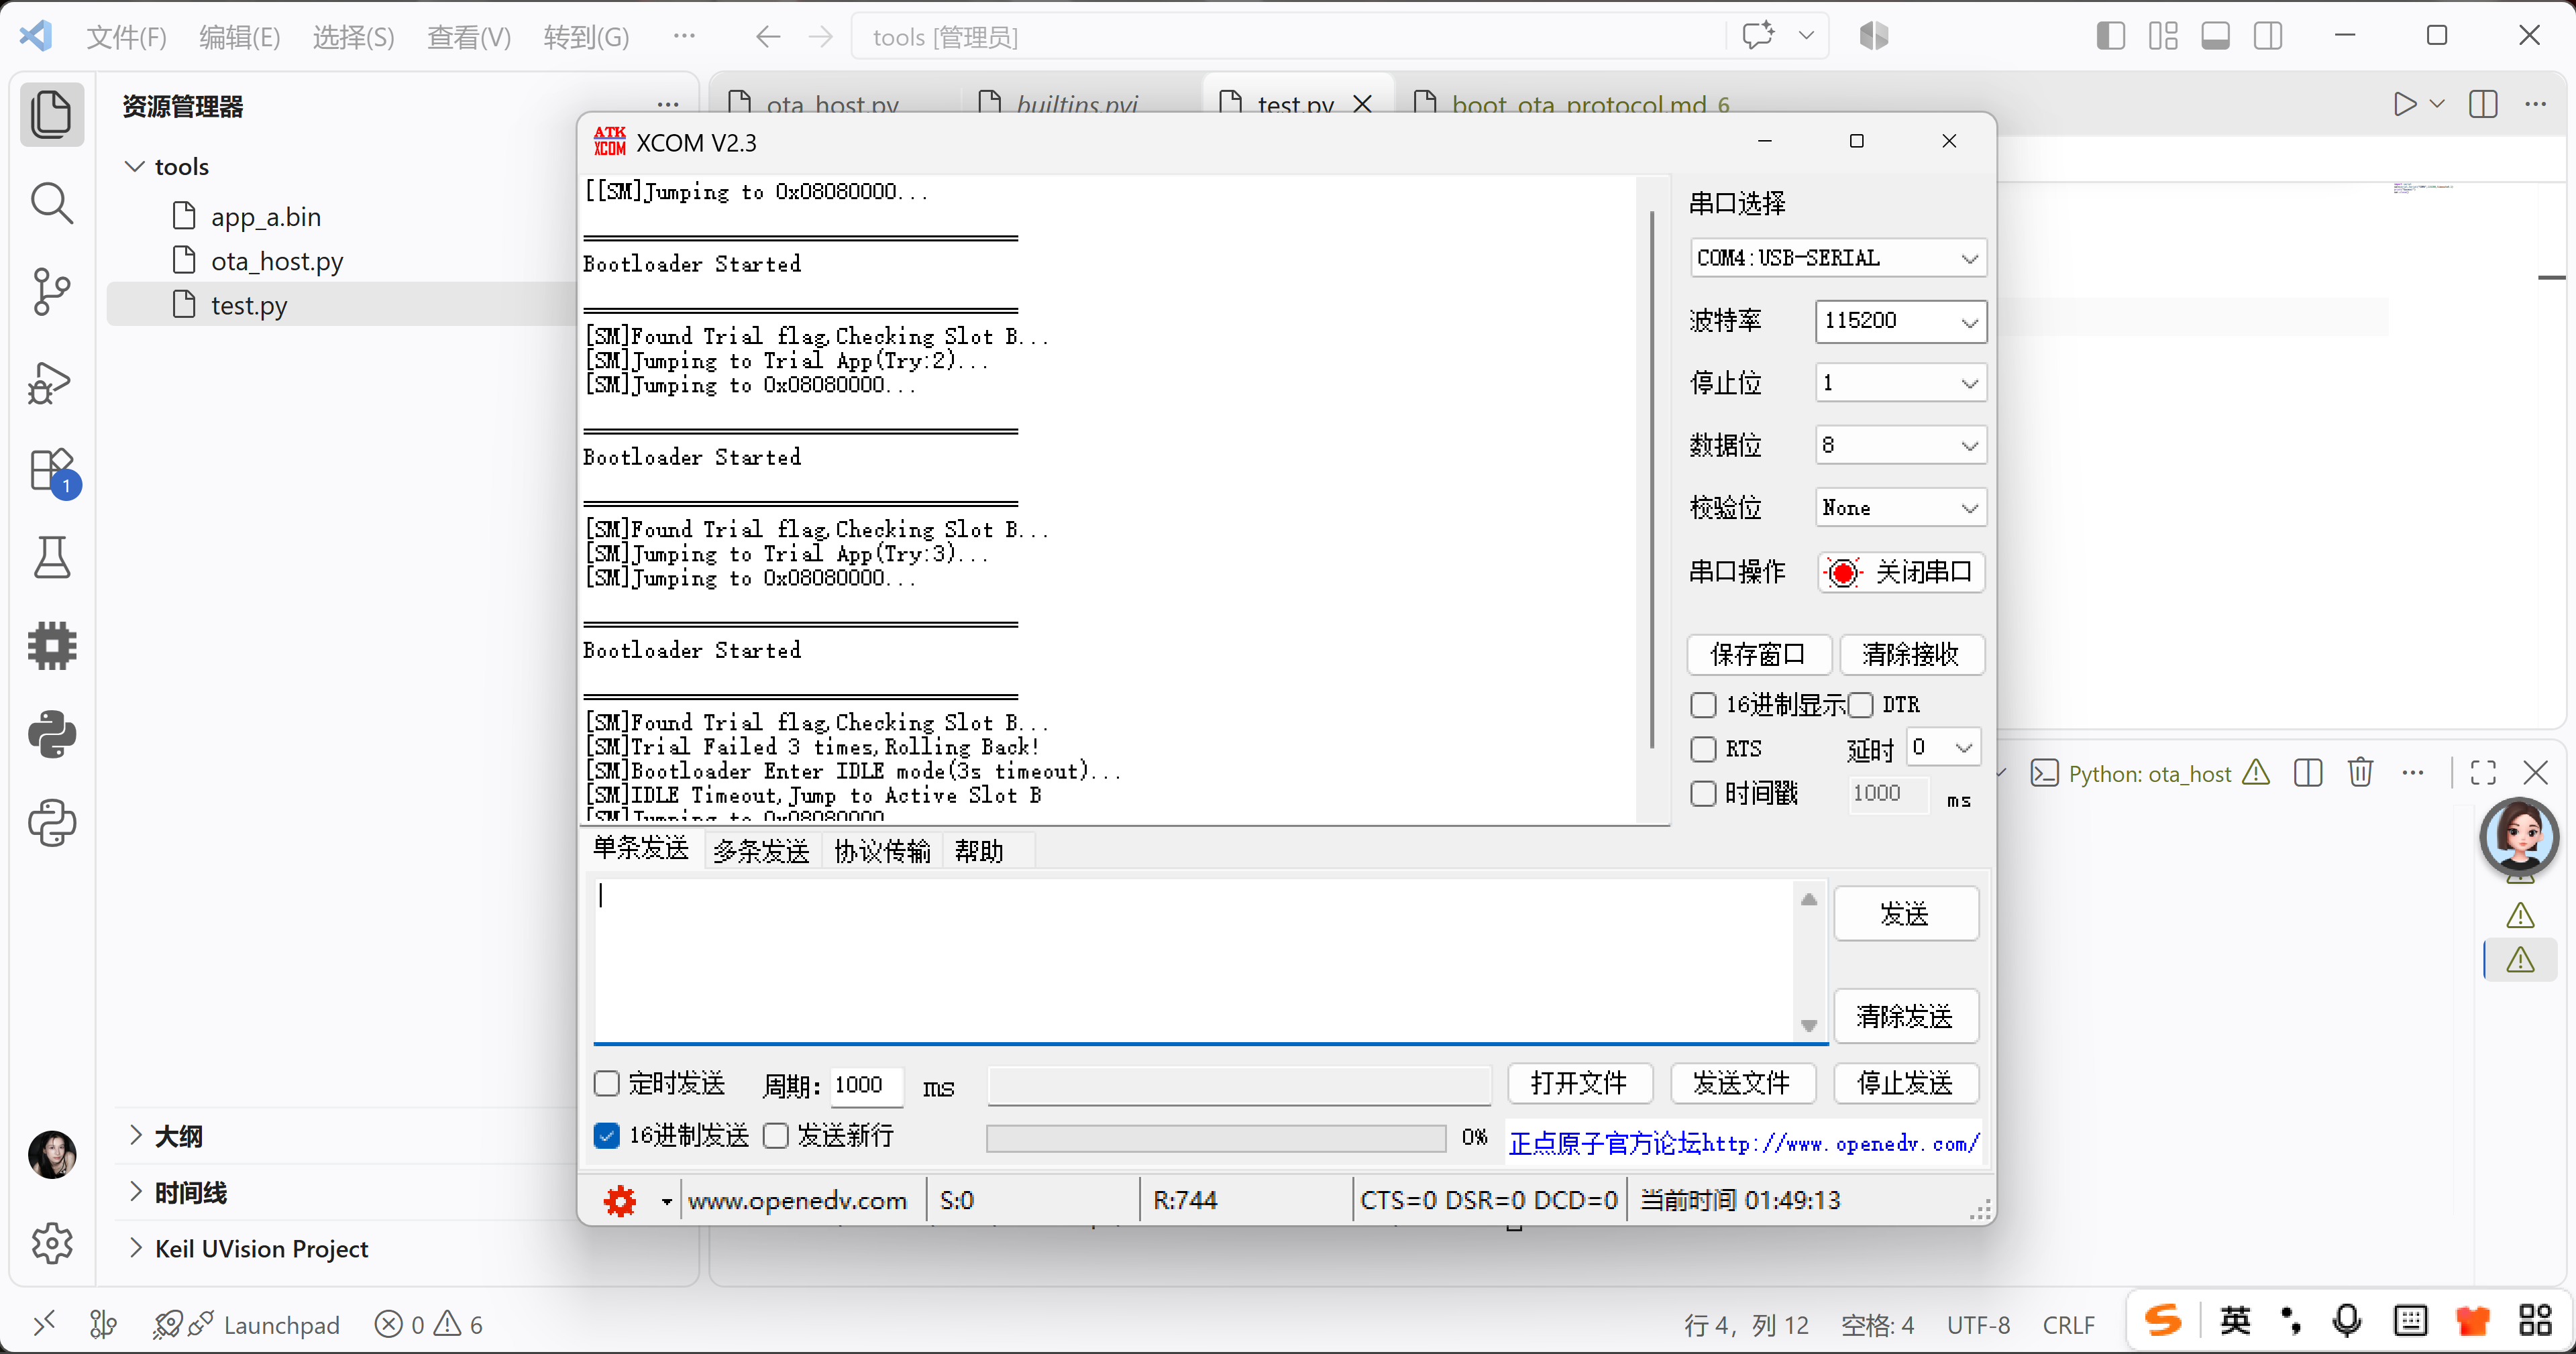 文件(F) 编辑(E) 选择(S) 查看(V) 转到(G) ··· tools [管理员]
资源管理器
tools
app_a.bin
ota_host.py
test.py
大纲
时间线
Keil UVision Project
1
ota_host.py builtins.pyi test.py boot_ota_protocol.md 6
ATK XCOM XCOM V2.3
[[SM]Jumping to 0x08080000...
Bootloader Started
[SM]Found Trial flag,Checking Slot B...
[SM]Jumping to Trial App(Try:2)...
[SM]Jumping to 0x08080000...
Bootloader Started
[SM]Found Trial flag,Checking Slot B...
[SM]Jumping to Trial App(Try:3)...
[SM]Jumping to 0x08080000...
Bootloader Started
[SM]Found Trial flag,Checking Slot B...
[SM]Trial Failed 3 times,Rolling Back!
[SM]Bootloader Enter IDLE mode(3s timeout)...
[SM]IDLE Timeout,Jump to Active Slot B
[SM]Jumping to 0x08080000
串口选择
COM4:USB-SERIAL
波特率 115200
停止位 1
数据位 8
校验位 None
串口操作 关闭串口
保存窗口 清除接收
16进制显示 DTR
RTS 延时 0
时间戳 1000 ms
单条发送 多条发送 协议传输 帮助
发送
清除发送
定时发送 周期: 1000 ms 打开文件 发送文件 停止发送
16进制发送 发送新行 0% 正点原子官方论坛http://www.openedv.com/
www.openedv.com S:0 R:744 CTS=0 DSR=0 DCD=0 当前时间 01:49:13
Python: ota_host
Launchpad 0 6 行 4，列 12 空格: 4 UTF-8 CRLF
英